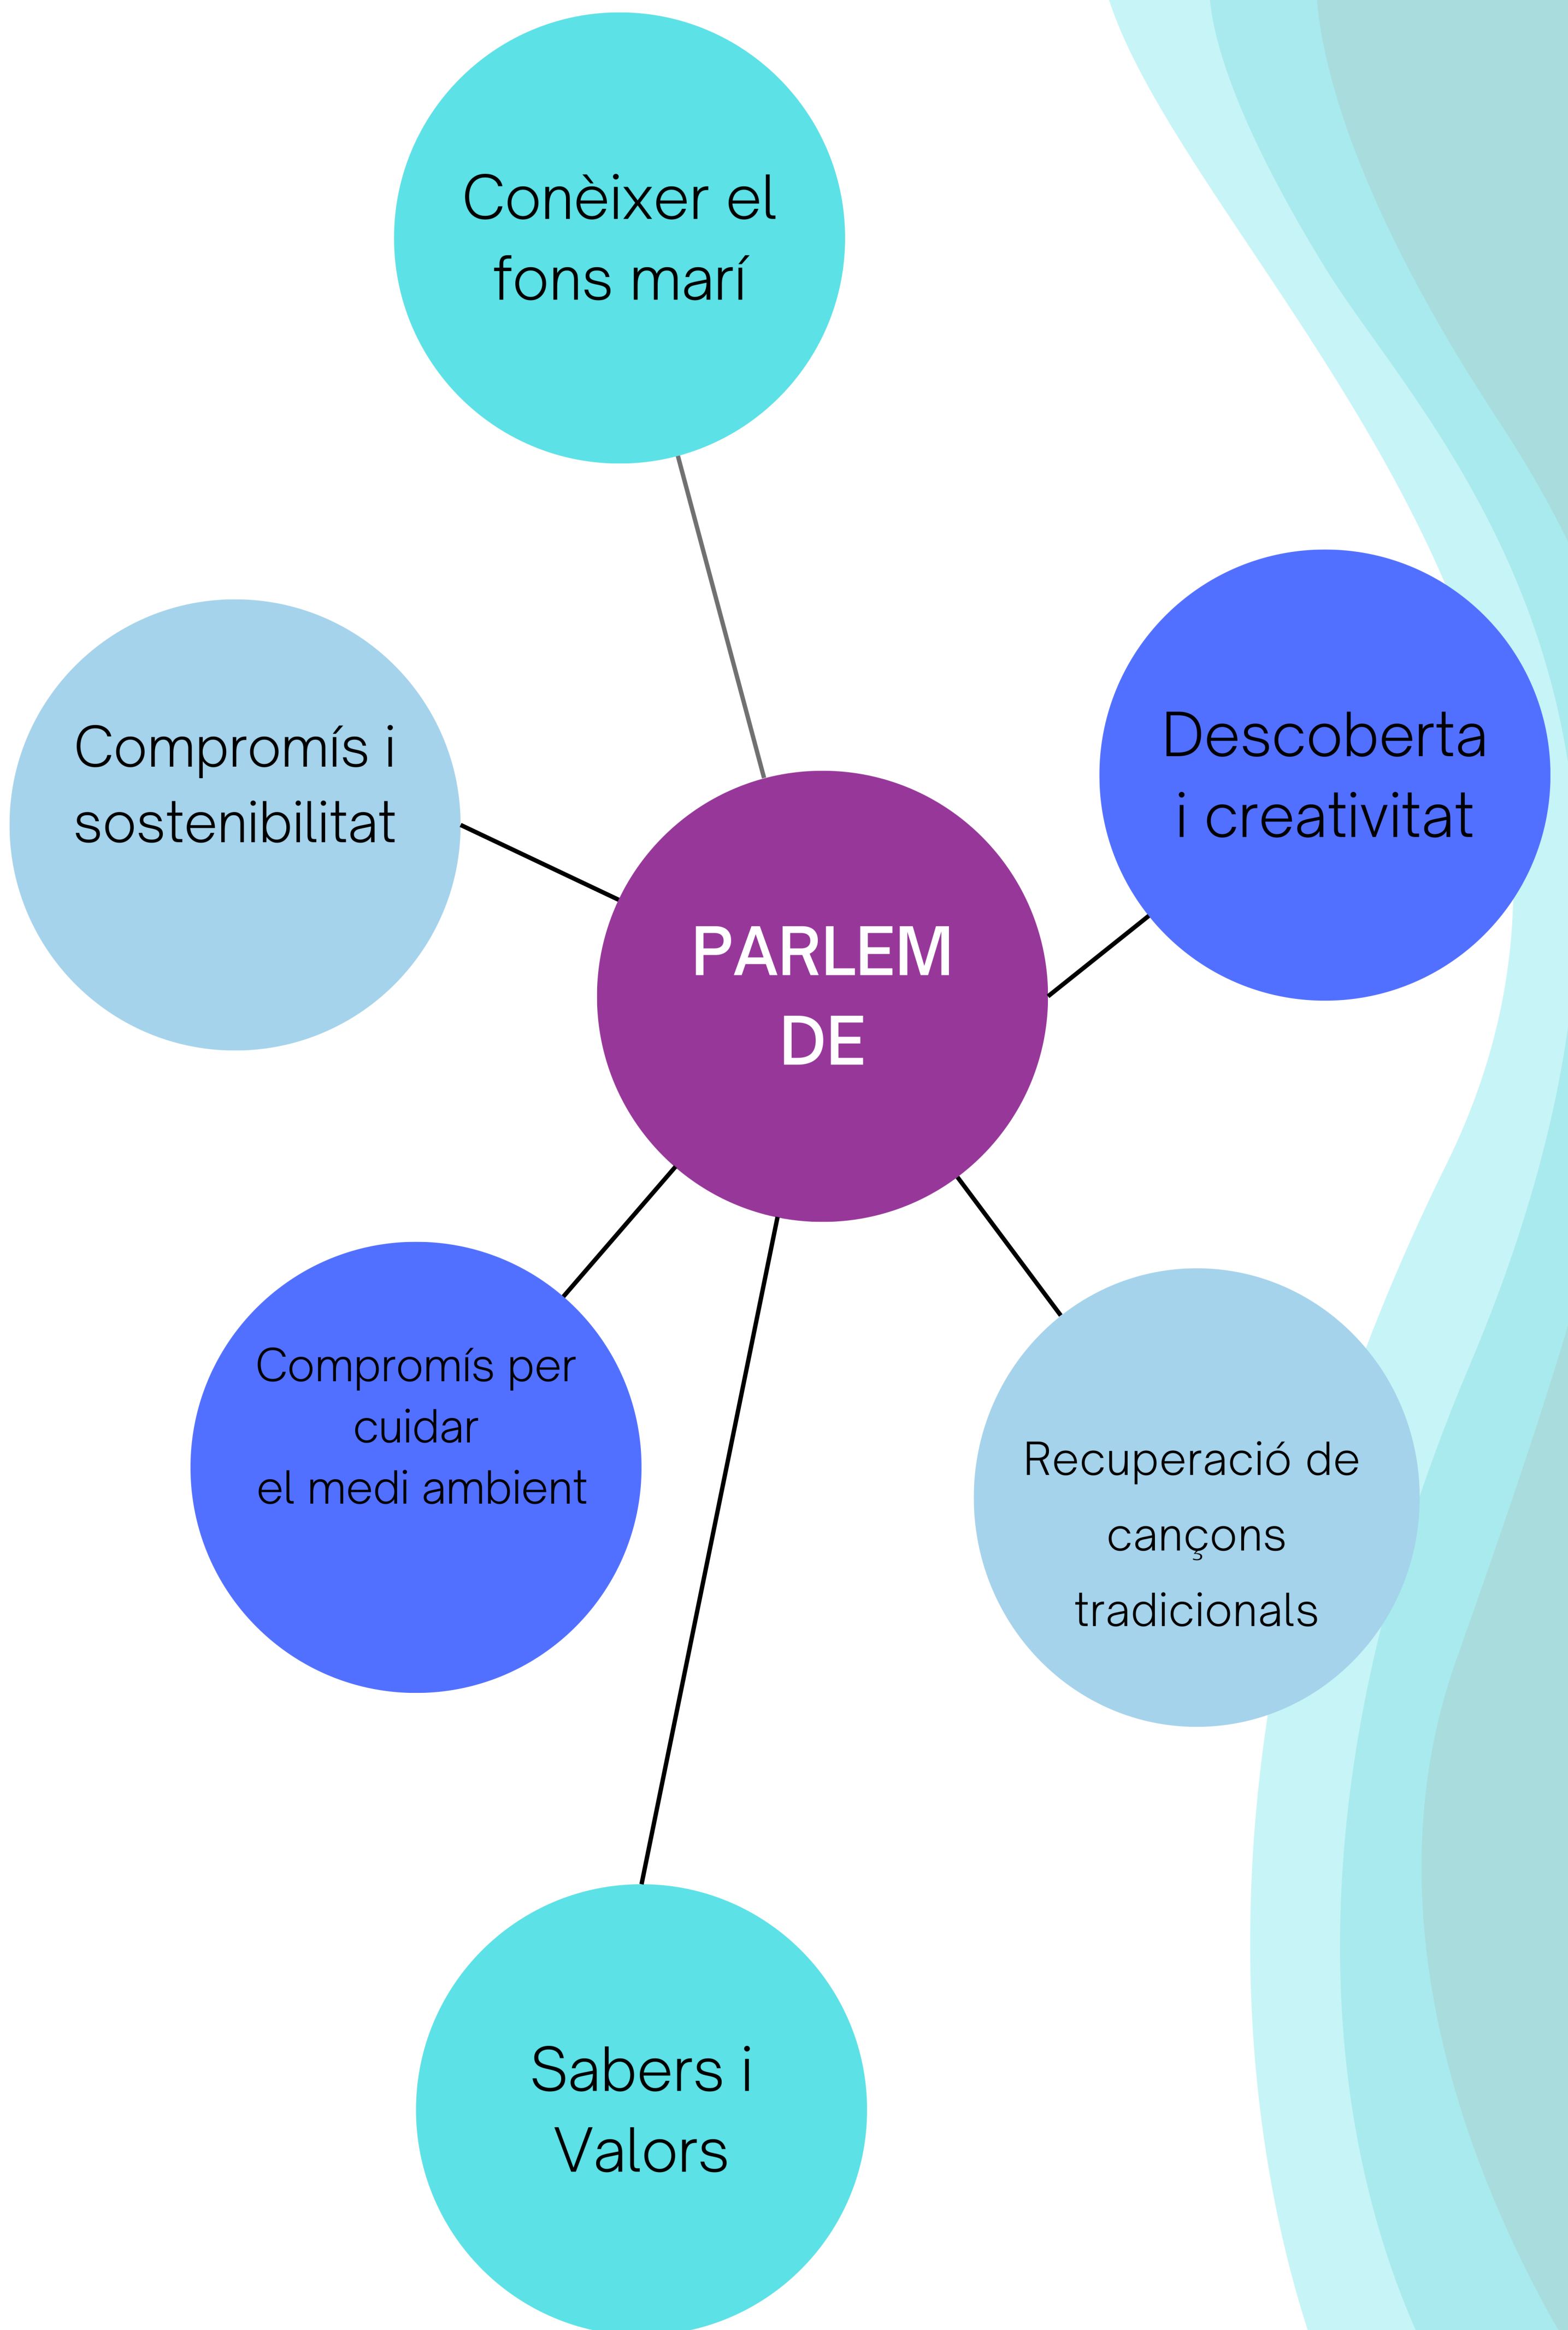 Conèixer el
fons marí
Descoberta
i creativitat
Compromís i
sostenibilitat
PARLEM
DE
Compromís per
cuidar
el medi ambient
Recuperació de
cançons
tradicionals
Sabers i
Valors